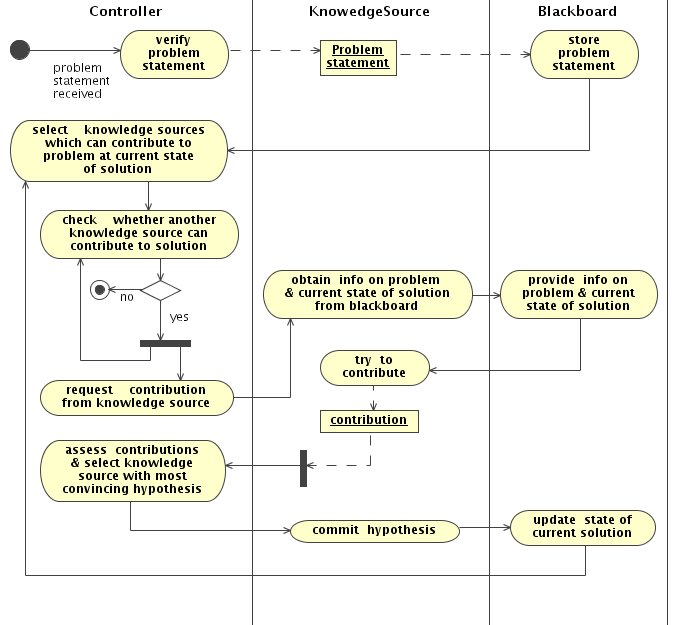 Controller
KnowedgeSource
Blackboard
verify
problem
statement
Problem
statement
store
problem
statement
problem
statement
received
select knowledge sources
which can contribute to
problem at current state
of solution
check whether another
knowledge source can
contribute to solution
no
yes
obtain info on problem
& current state of solution
from blackboard
provide info on
problem & current
state of solution
try to
contribute
request contribution
from knowledge source
contribution
assess contributions
& select knowledge
source with most
convincing hypothesis
commit hypothesis
update state of
current solution